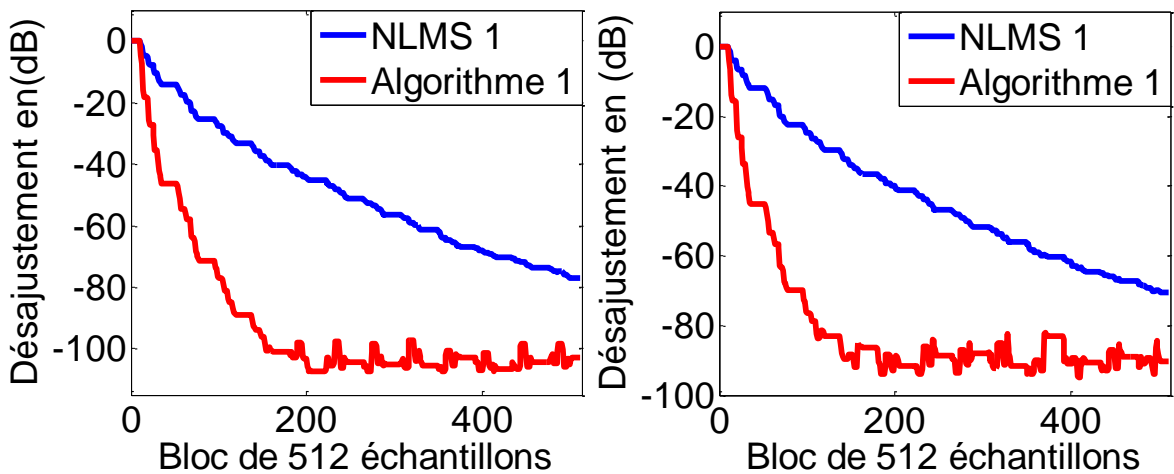 Désajustement en(dB)
0
-20
-40
-60
-80
-100
NLMS 1
Algorithme 1
0
200
400
Bloc de 512 échantillons
Désajustement en (dB)
0
-20
-40
-60
-80
-100
NLMS 1
Algorithme 1
0
200
400
Bloc de 512 échantillons